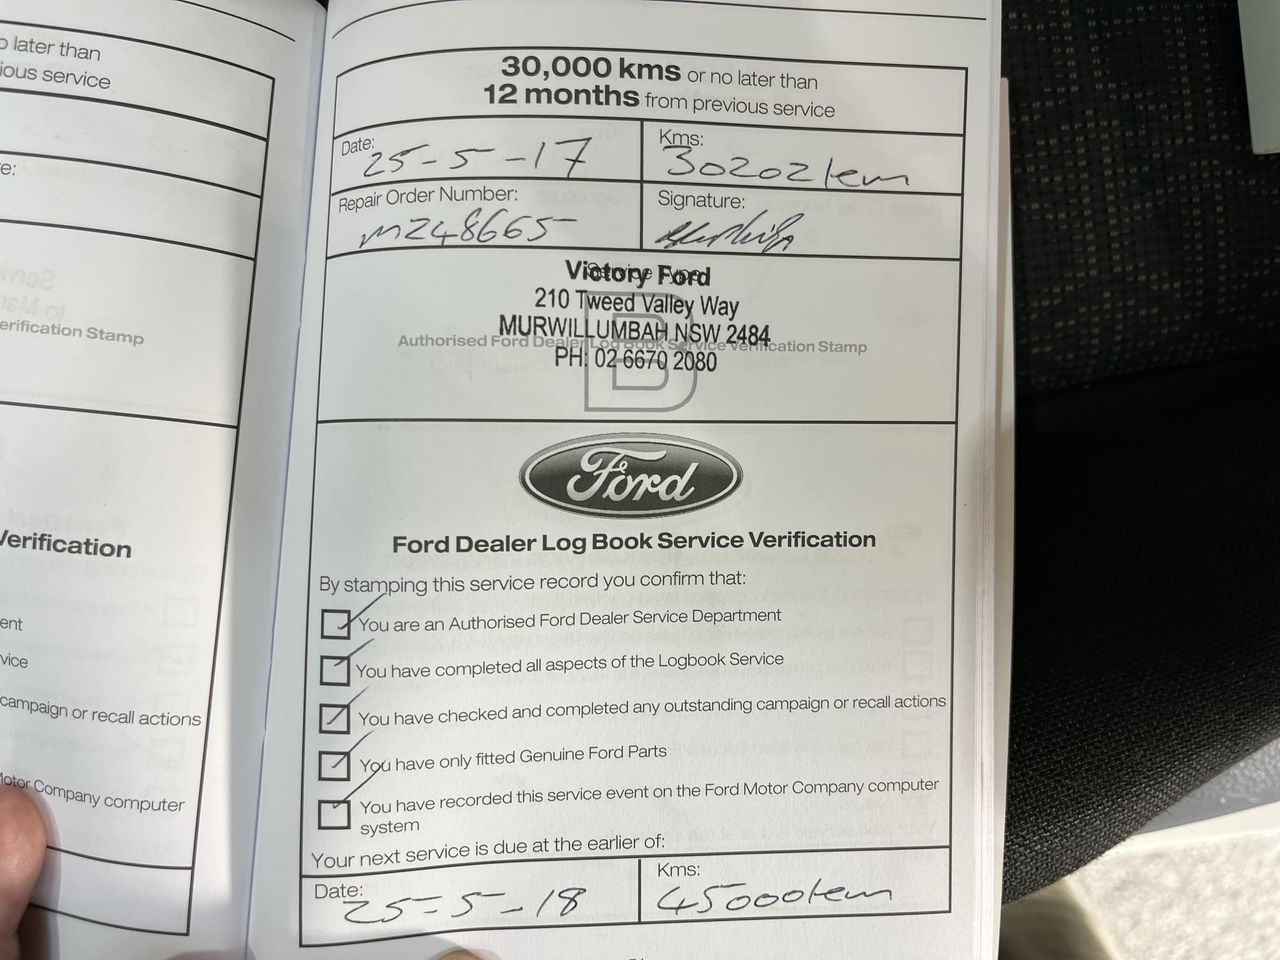 o later than
ious service
e:
erification Stamp
Verification
ent
vice
campaign or recall actions
Motor Company computer
30,000 kms or no later than
12 months from previous service
Date: 25-5-17
Kms: 30202km
Repair Order Number: M248665
Signature:
Service Type
Victory Ford
210 Tweed Valley Way
MURWILLUMBAH NSW 2484
PH: 02 6670 2080
B
Authorised Ford Dealer Log Book Service Verification Stamp
Ford
Ford Dealer Log Book Service Verification
By stamping this service record you confirm that:
You are an Authorised Ford Dealer Service Department
You have completed all aspects of the Logbook Service
You have checked and completed any outstanding campaign or recall actions
You have only fitted Genuine Ford Parts
You have recorded this service event on the Ford Motor Company computer
system
Your next service is due at the earlier of:
Date: 25-5-18
Kms: 45000km